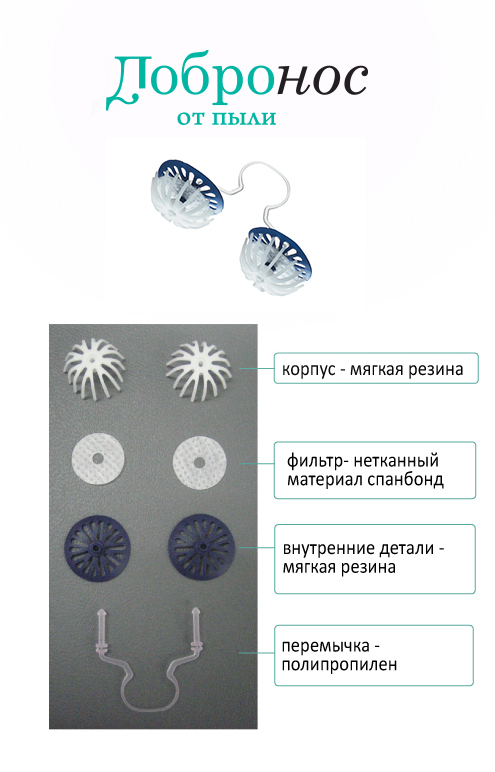 Добронос
от пыли
корпус - мягкая резина
фильтр- нетканный
материал спанбонд
внутренние детали -
мягкая резина
перемычка -
полипропилен